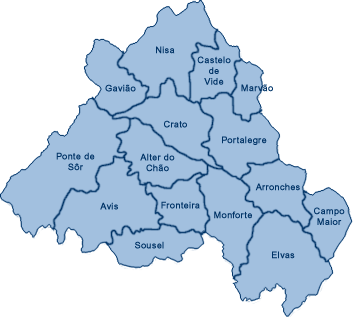 Nisa
Castelo
de
Vide
Gavião
Marvão
Crato
Portalegre
Ponte de
Sôr
Alter do
Chão
Arronches
Avis
Fronteira
Monforte
Campo
Maior
Sousel
Elvas